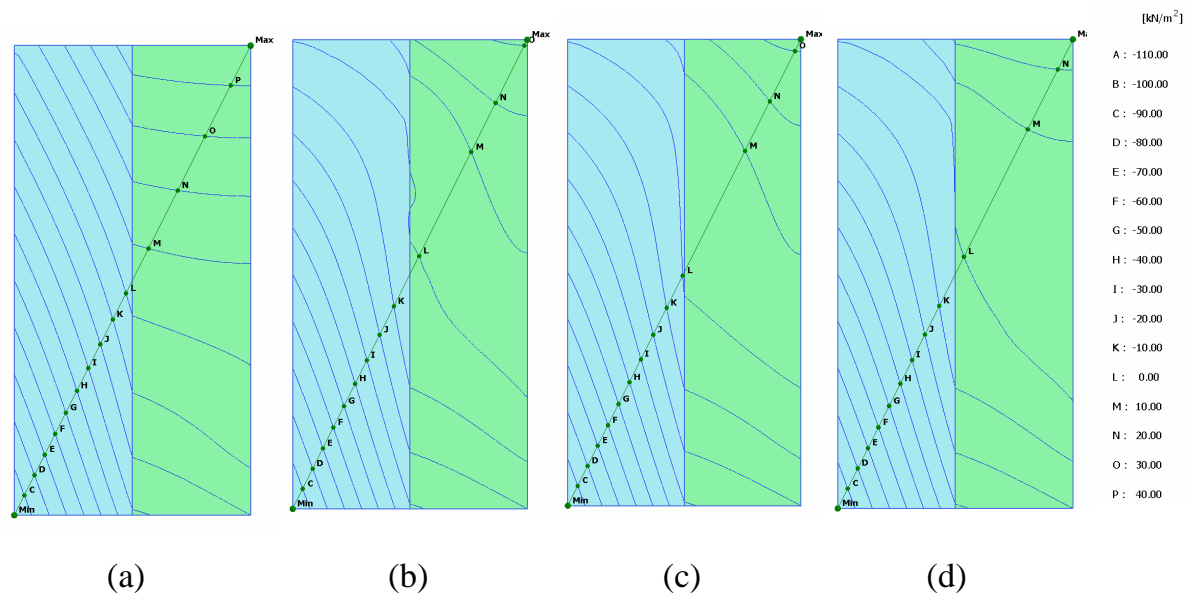 [kN/m²]
A : -110.00
B : -100.00
C : -90.00
D : -80.00
E : -70.00
F : -60.00
G : -50.00
H : -40.00
I : -30.00
J : -20.00
K : -10.00
L : 0.00
M : 10.00
N : 20.00
O : 30.00
P : 40.00
Max
P
O
N
M
L
K
J
I
H
G
F
E
D
C
Min
Max
O
N
M
L
K
J
I
H
G
F
E
D
C
Min
Max
O
N
M
L
K
J
I
H
G
F
E
D
C
Min
Ma
N
M
L
K
J
I
H
G
F
E
D
C
Min
(a) (b) (c) (d)